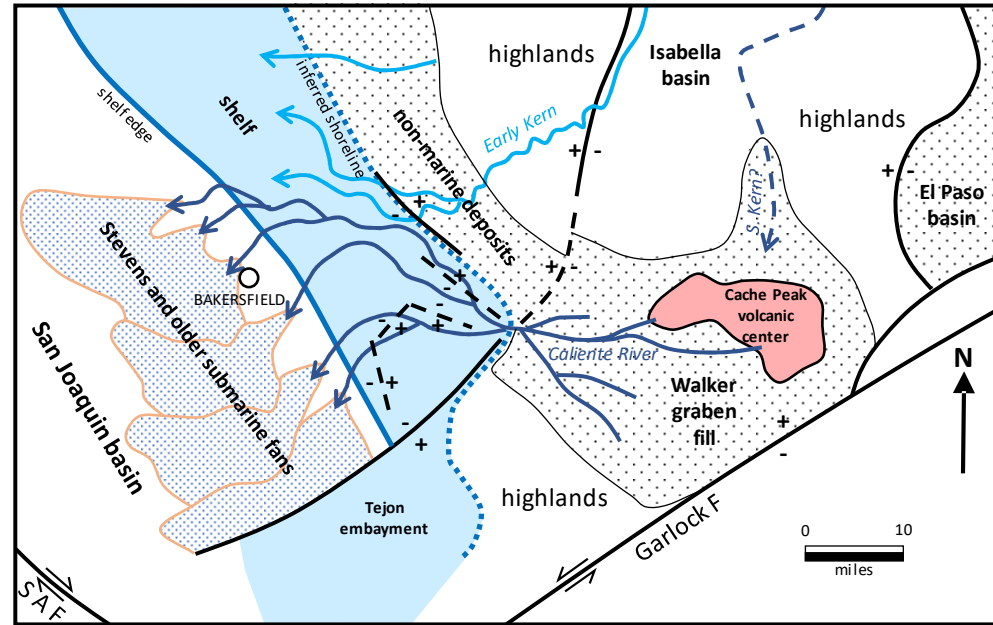 highlands
Isabella
basin
highlands
El Paso
basin
shelf edge
shelf
inferred shoreline
non-marine deposits
Early Kern
S. Kern?
+ -
+ -
+
-
+ -
+
-
-
+ +
- +
-
+
+
-
Stevens and older submarine fans
BAKERSFIELD
San Joaquin basin
Cache Peak
volcanic
center
Caliente River
Walker
graben
fill
N
Tejon
embayment
highlands
Garlock F
S A F
0 10
miles